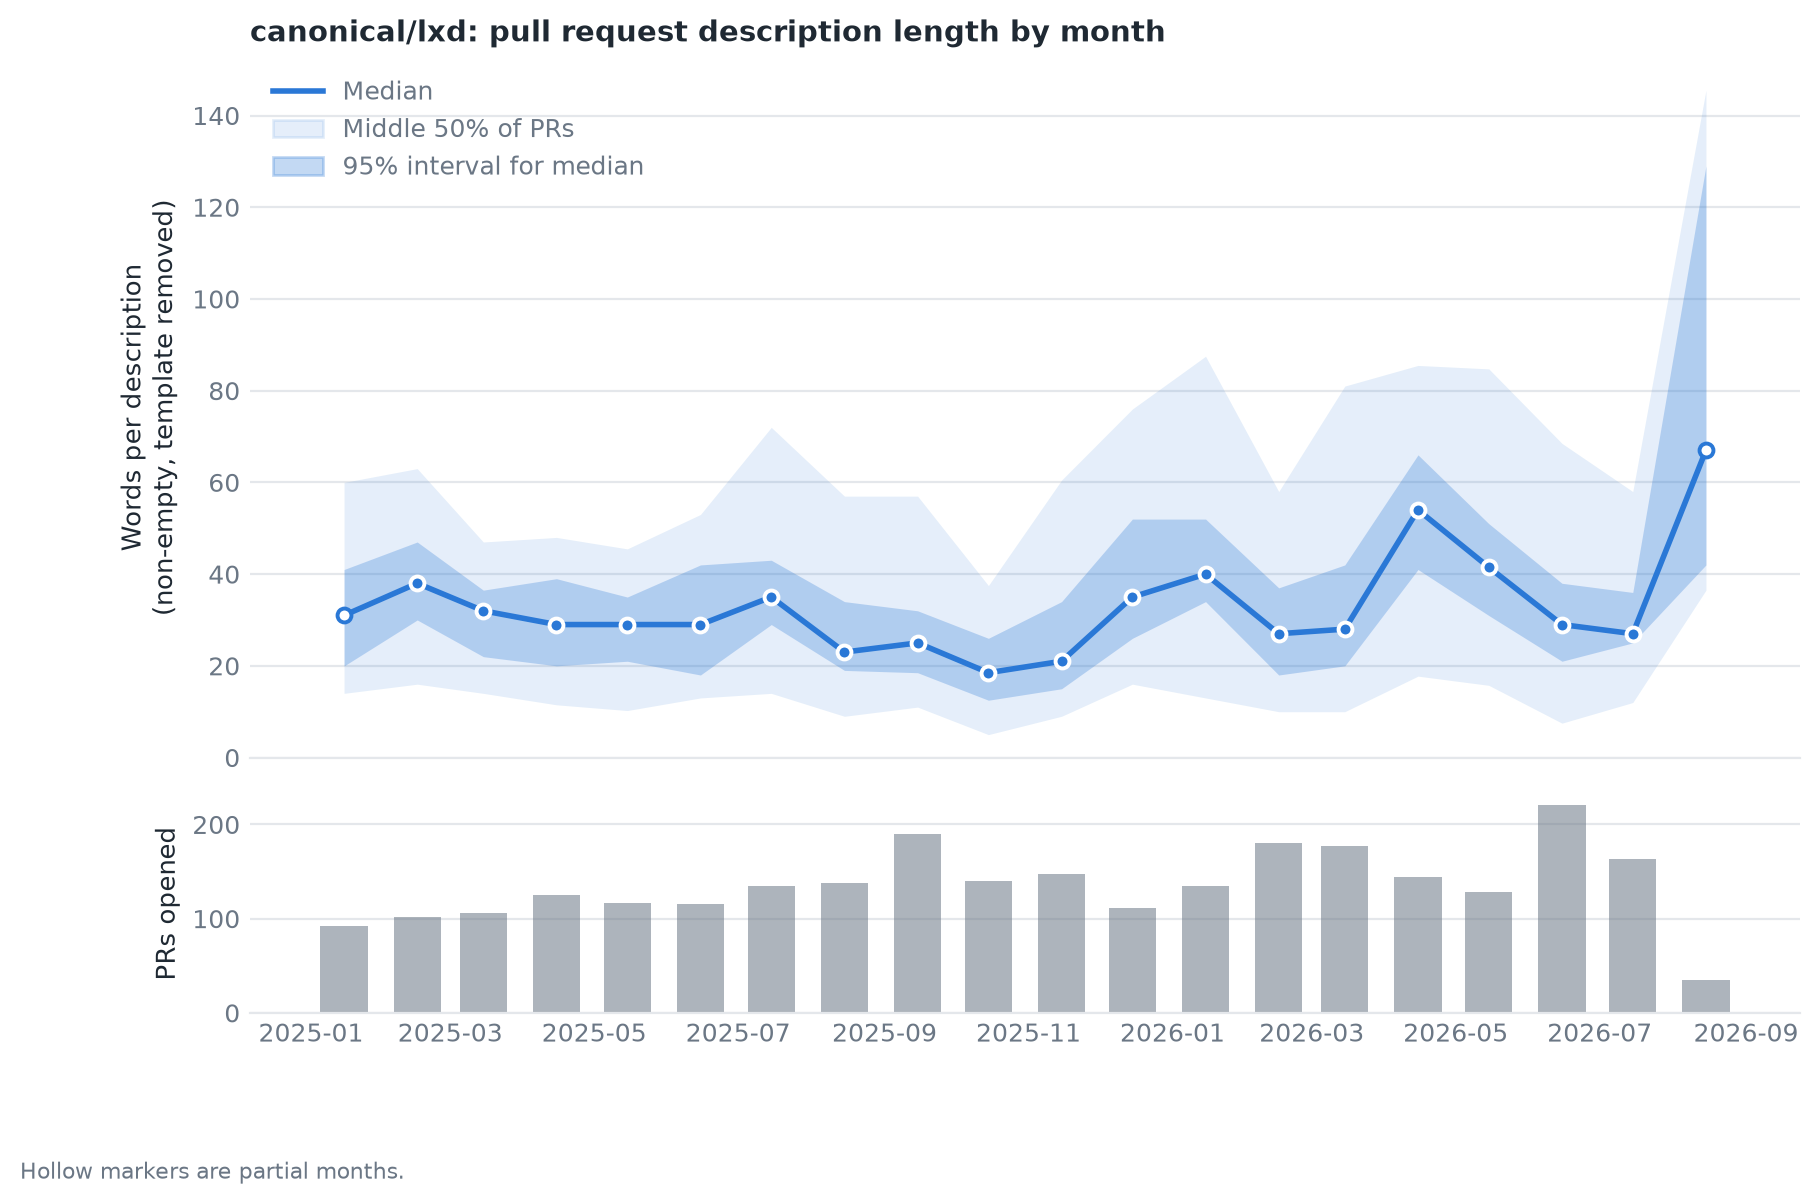 canonical/lxd: pull request description length by month
Median
Middle 50% of PRs
95% interval for median
Words per description
(non-empty, template removed)
140
120
100
80
60
40
20
0
PRs opened
200
100
0
2025-01 2025-03 2025-05 2025-07 2025-09 2025-11 2026-01 2026-03 2026-05 2026-07 2026-09
Hollow markers are partial months.